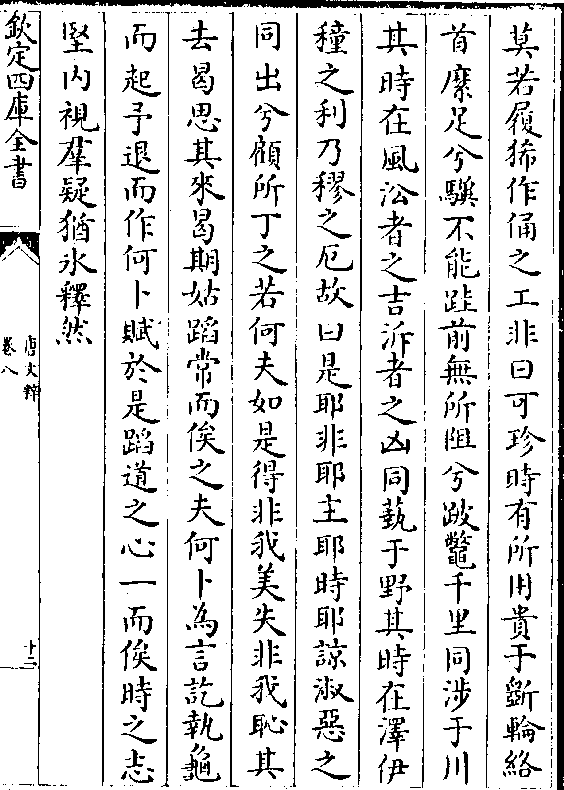 莫若履狶作俑之工非曰可珍時有所用貴于斲輪絡
首縻足兮驥不能踄前無所阻兮跛鼈千里同涉于川
其時在風㳂者之吉泝者之凶同蓺于野其時在澤伊
穜之利乃穋之厄故曰是耶非耶主耶時耶諒淑惡之
同出兮顧所丁之若何夫如是得非我美失非我恥其
去曷思其來曷期姑蹈常而俟之夫何卜為言訖執龜
而起予退而作何卜賦於是蹈道之心一而俟時之志
堅内視羣疑猶氷釋然
欽定四庫全書
唐文粹
卷八
十二